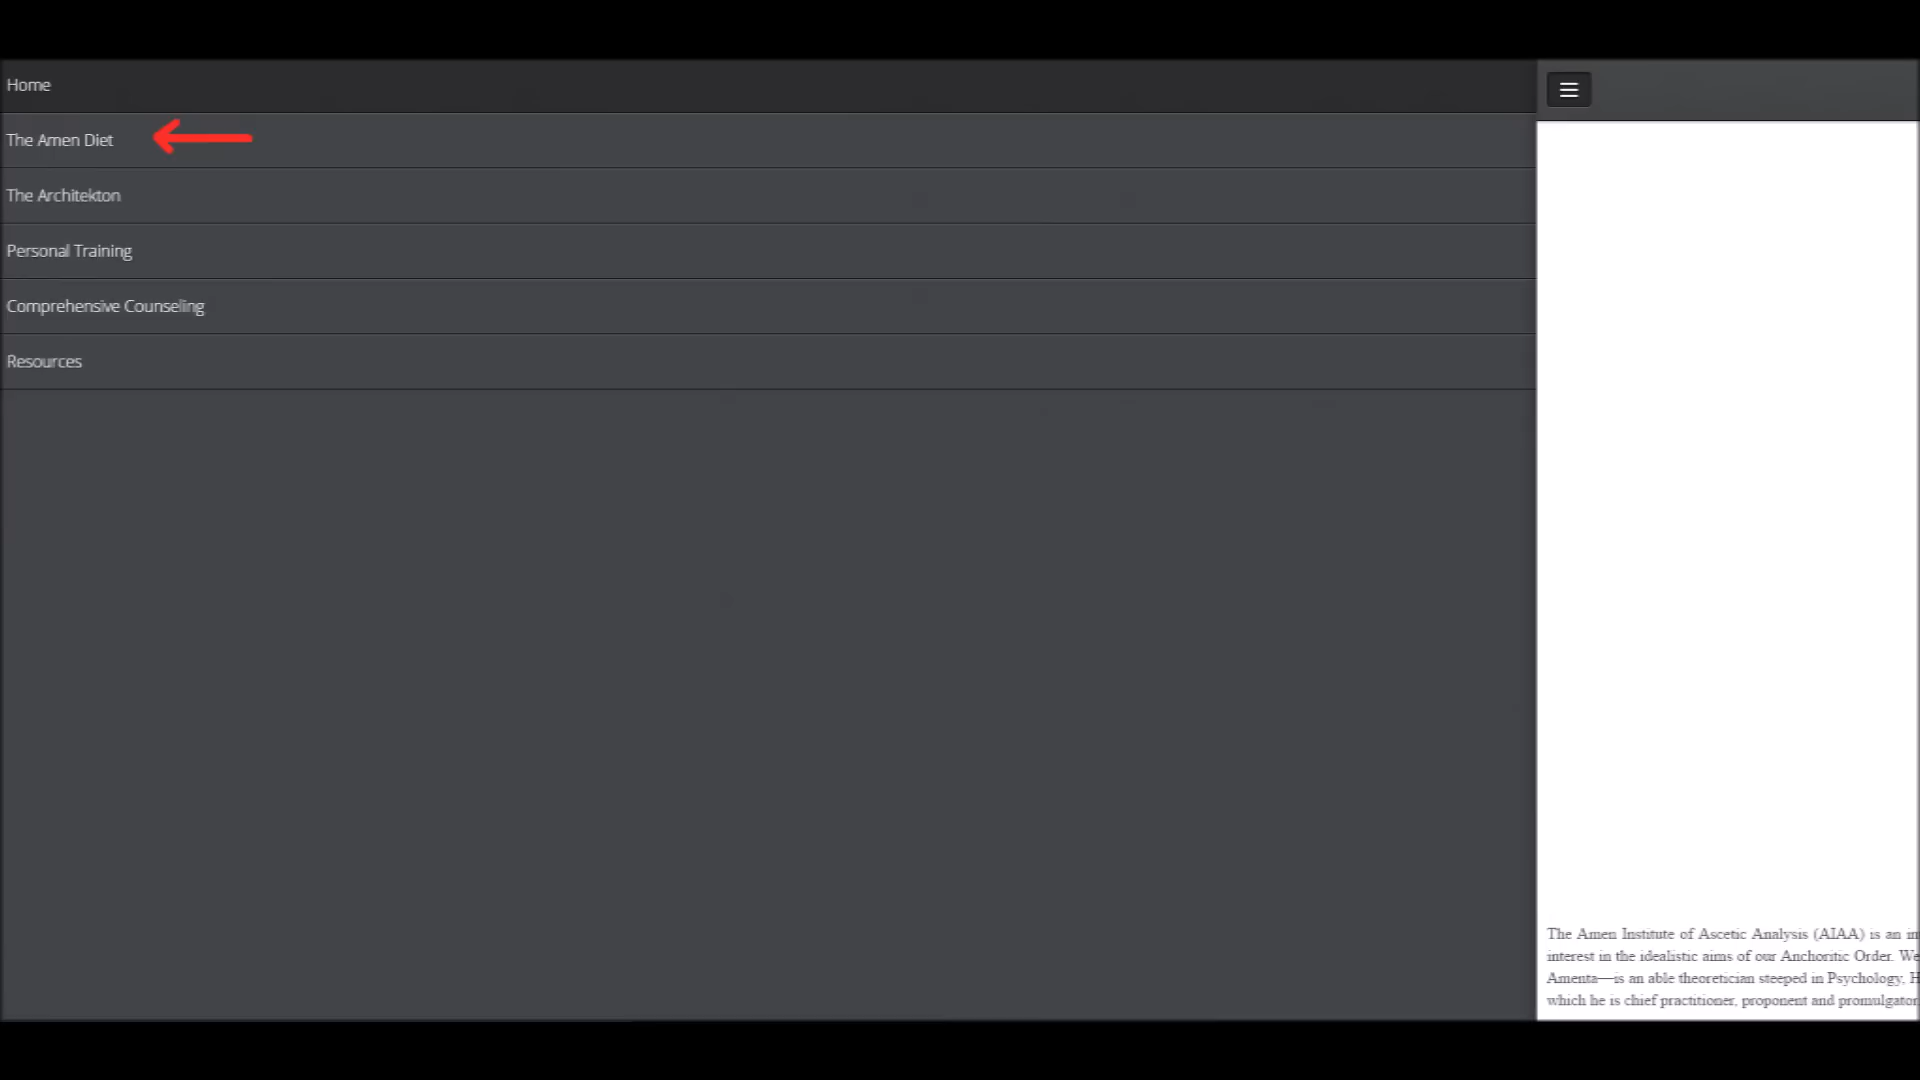 Home
The Amen Diet
The Architekton
Personal Training
Comprehensive Counseling
Resources
The Amen Institute of Ascetic Analysis (AIAA) is an
interest in the idealistic aims of our Anchoritic Order. We
Amenta—is an able theoretician steeped in Psychology,
which he is chief practitioner, proponent and promulgator